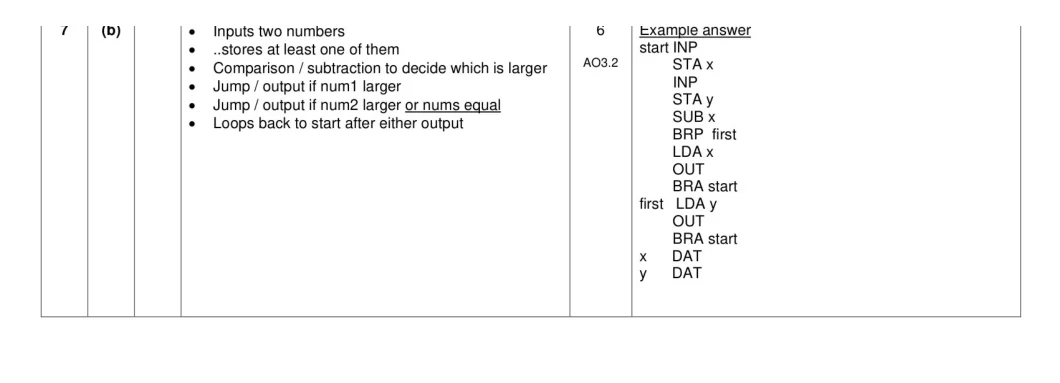 7 (b)
• Inputs two numbers
• ..stores at least one of them
• Comparison / subtraction to decide which is larger
• Jump / output if num1 larger
• Jump / output if num2 larger or nums equal
• Loops back to start after either output
6
AO3.2
Example answer
start INP
STA x
INP
STA y
SUB x
BRP first
LDA x
OUT
BRA start
first LDA y
OUT
BRA start
x DAT
y DAT